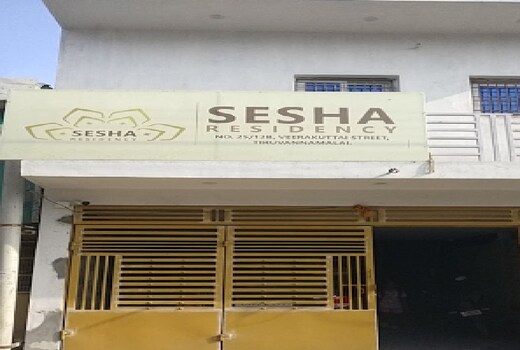 SESHA
RESIDENCY
SESHA
RESIDENCY
NO. 25/12B, VEERAKUTTAI STREET,
TIRUVANNAMALAI.